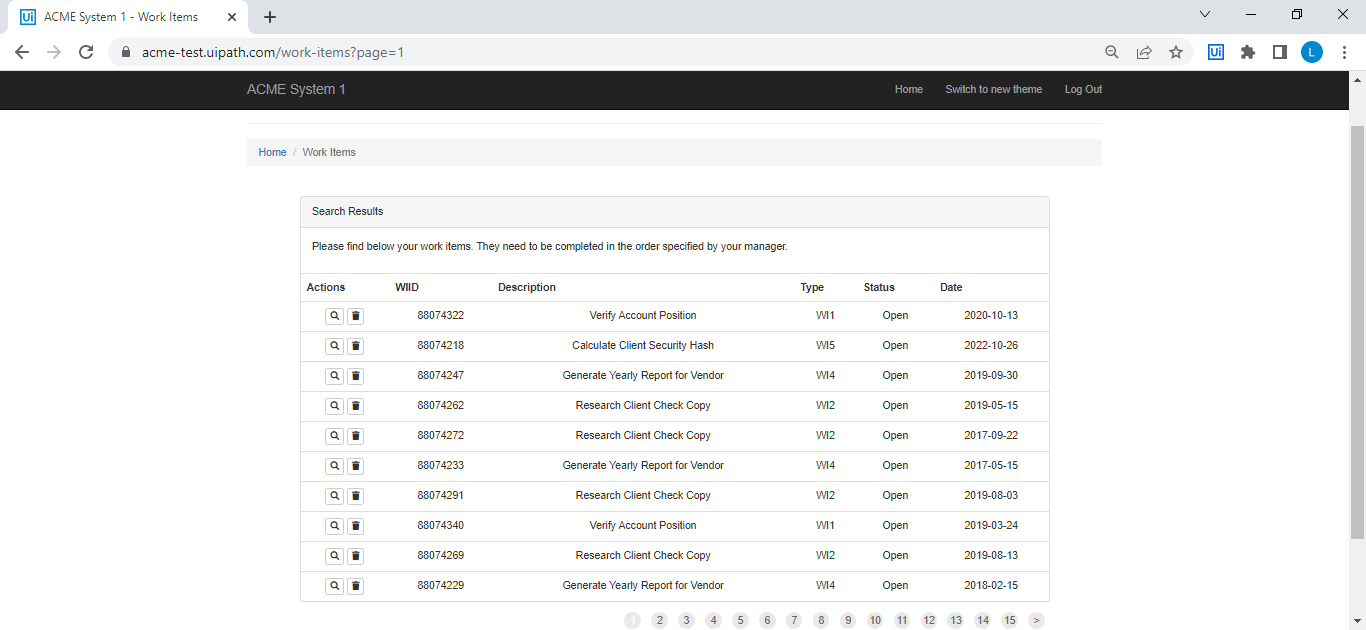 Ui ACME System 1 - Work Items
acme-test.uipath.com/work-items?page=1 Ui L
ACME System 1 Home Switch to new theme Log Out
Home / Work Items
Search Results
Please find below your work items. They need to be completed in the order specified by your manager.
Actions WIID Description Type Status Date
88074322 Verify Account Position WI1 Open 2020-10-13
88074218 Calculate Client Security Hash WI5 Open 2022-10-26
88074247 Generate Yearly Report for Vendor WI4 Open 2019-09-30
88074262 Research Client Check Copy WI2 Open 2019-05-15
88074272 Research Client Check Copy WI2 Open 2017-09-22
88074233 Generate Yearly Report for Vendor WI4 Open 2017-05-15
88074291 Research Client Check Copy WI2 Open 2019-08-03
88074340 Verify Account Position WI1 Open 2019-03-24
88074269 Research Client Check Copy WI2 Open 2019-08-13
88074229 Generate Yearly Report for Vendor WI4 Open 2018-02-15
1 2 3 4 5 6 7 8 9 10 11 12 13 14 15 >